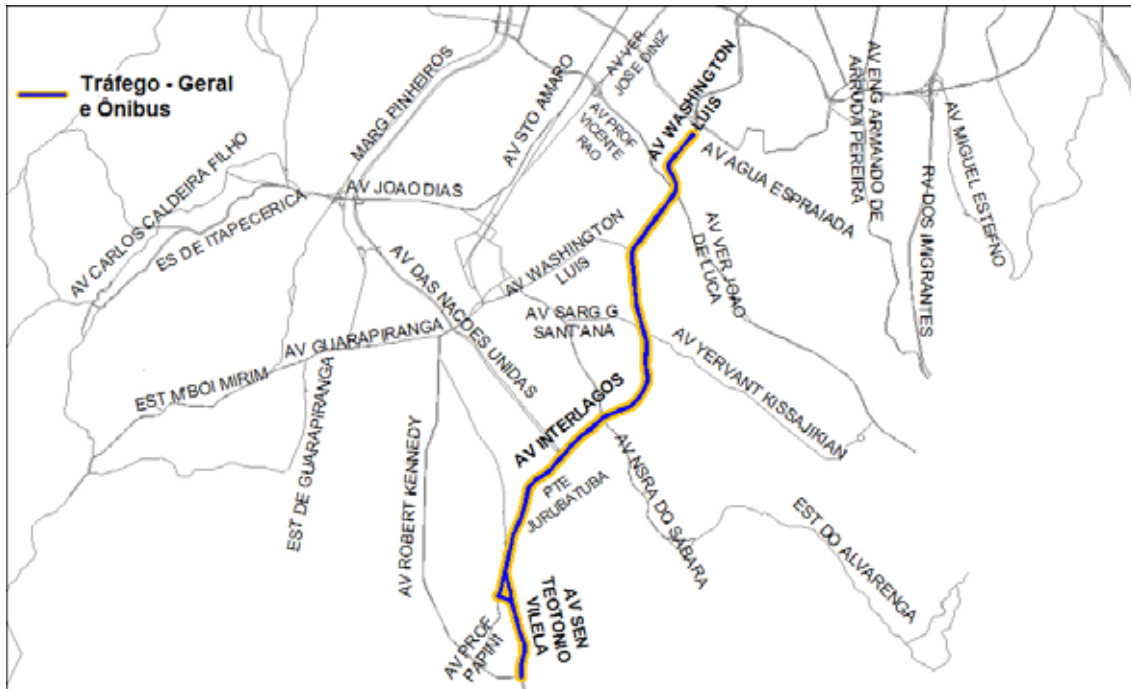 Tráfego - Geral
e Ônibus
MARG PINHEIROS
AV STO AMARO
AV VER
JOSE DINIZ
AV PROF
VICENTE
RAO
AV WASHINGTON
LUIS
AV ENG ARMANDO DE
ARRUDA PEREIRA
AV MIGUEL ESTEFNO
RV DOS IMIGRANTES
AV AGUA ESPRAIADA
AV CARLOS CALDEIRA FILHO
ES DE ITAPECERICA
AV JOAO DIAS
AV VER JOAO
DE LUCA
AV WASHINGTON
LUIS
AV DAS NACOES UNIDAS
AV SARG G
SANT'ANA
AV GUARAPIRANGA
AV YERVANT KISSAJIKIAN
EST M'BOI MIRIM
EST DE GUARAPIRANGA
AV INTERLAGOS
AV ROBERT KENNEDY
PTE
JURUBATUBA
AV NSRA DO SABARA
EST DO ALVARENGA
AV PROF
PAPINI
AV SEN
TEOTONIO
VILELA